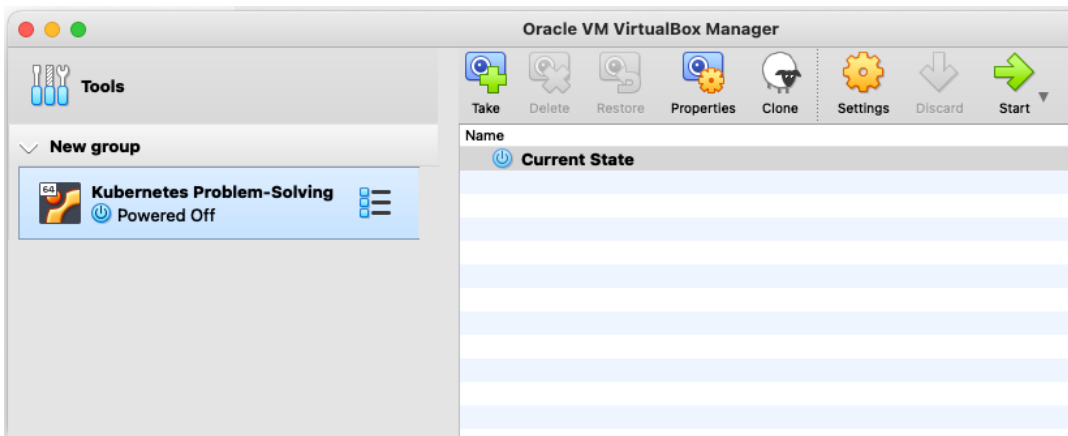 Oracle VM VirtualBox Manager
Tools
Take Delete Restore Properties Clone Settings Discard Start
New group
Name
Current State
64
Kubernetes Problem-Solving
Powered Off